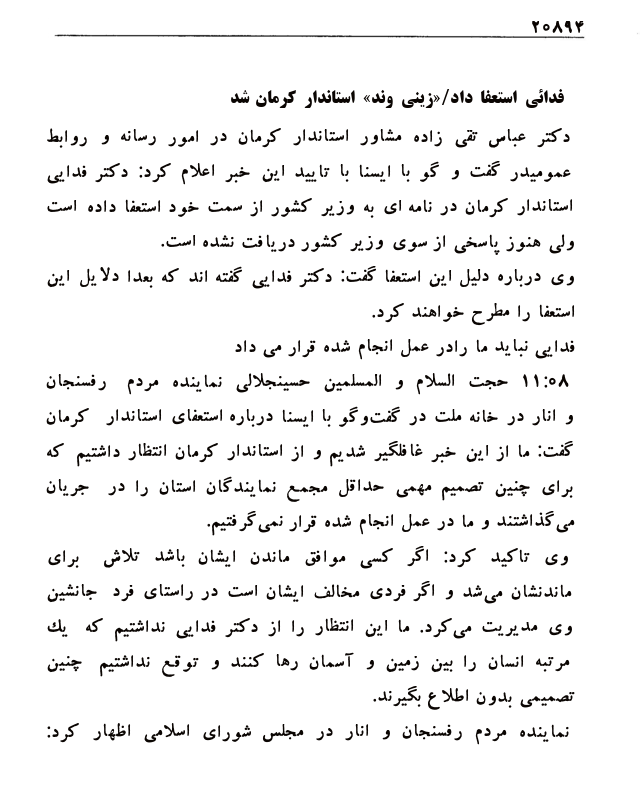 ۲۰۸۹۴
فدائی استعفا داد/«زینی وند» استاندار کرمان شد
دکتر عباس تقی زاده مشاور استاندار کرمان در امور رسانه و روابط
عمومیدر گفت و گو با ایسنا با تایید این خبر اعلام کرد: دکتر فدایی
استاندار کرمان در نامه ای به وزیر کشور از سمت خود استعفا داده است
ولی هنوز پاسخی از سوی وزیر کشور دریافت نشده است.
وی درباره دلیل این استعفا گفت: دکتر فدایی گفته اند که بعدا دلایل این
استعفا را مطرح خواهند کرد.
فدایی نباید ما رادر عمل انجام شده قرار می داد
۱۱:۰۸ حجت السلام و المسلمین حسینجلالی نماینده مردم رفسنجان
و انار در خانه ملت در گفت‌وگو با ایسنا درباره استعفای استاندار کرمان
گفت: ما از این خبر غافلگیر شدیم و از استاندار کرمان انتظار داشتیم که
برای چنین تصمیم مهمی حداقل مجمع نمایندگان استان را در جریان
می‌گذاشتند و ما در عمل انجام شده قرار نمی‌گرفتیم.
وی تاکید کرد: اگر کسی موافق ماندن ایشان باشد تلاش برای
ماندنشان می‌شد و اگر فردی مخالف ایشان است در راستای فرد جانشین
وی مدیریت می‌کرد. ما این انتظار را از دکتر فدایی نداشتیم که یك
مرتبه انسان را بین زمین و آسمان رها کنند و توقع نداشتیم چنین
تصمیمی بدون اطلاع بگیرند.
نماینده مردم رفسنجان و انار در مجلس شورای اسلامی اظهار کرد: